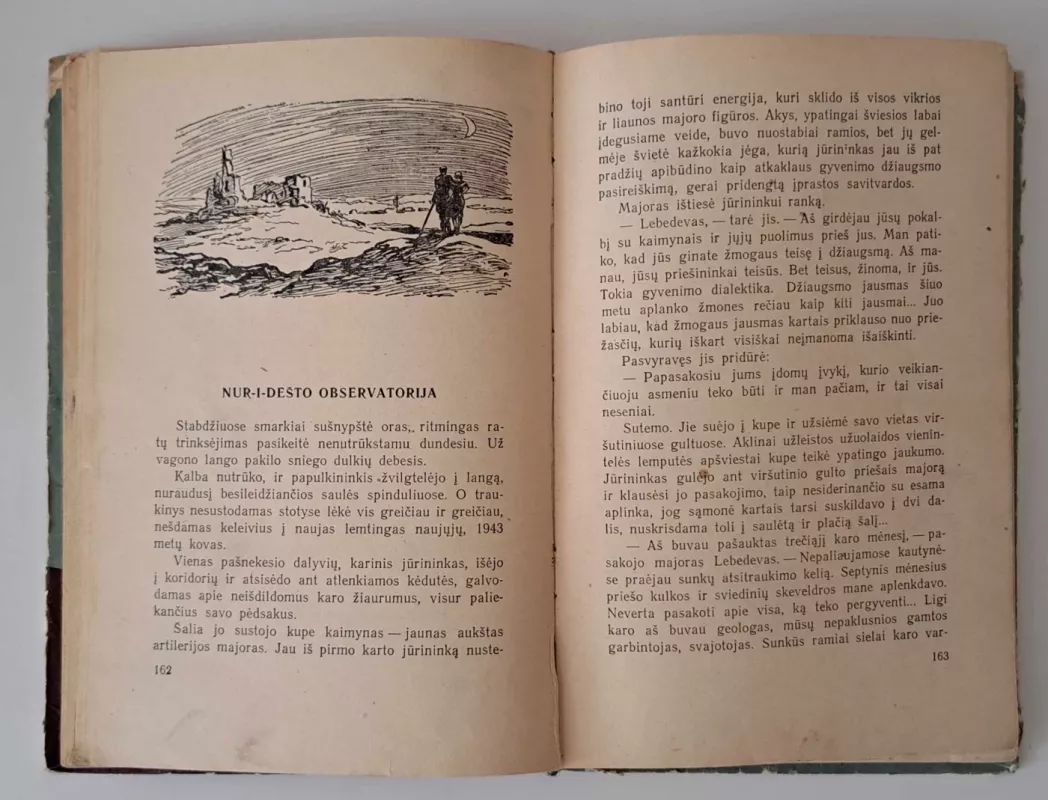 NUR-I-DEŠTO OBSERVATORIJA
Stabdžiuose smarkiai sušnypštė oras, ritmingas ra-
tų trinksėjimas pasikeitė nenutrūkstamu dundesiu. Už
vagono lango pakilo sniego dulkių debesis.
Kalba nutrūko, ir papulkininkis žvilgtelėjo į langą,
nuraudusį besileidžiančios saulės spinduliuose. O trau-
kinys nesustodamas stotyse lėkė vis greičiau ir greičiau,
nešdamas keleivius į naujas lemtingas naujųjų, 1943
metų kovas.
Vienas pašnekesio dalyvių, karinis jūrininkas, išėjo
į koridorių ir atsisėdo ant atlenkiamos kėdutės, galvo-
damas apie neišdildomus karo žiaurumus, visur palie-
kančius savo pėdsakus.
Šalia jo sustojo kupe kaimynas — jaunas aukštas
artilerijos majoras. Jau iš pirmo karto jūrininką nuste-
162
bino toji santūri energija, kuri sklido iš visos vikrios
ir liaunos majoro figūros. Akys, ypatingai šviesios labai
įdegusiame veide, buvo nuostabiai ramios, bet jų gel-
mėje švietė kažkokia jėga, kurią jūrininkas jau iš pat
pradžių apibūdino kaip atkaklaus gyvenimo džiaugsmo
pasireiškimą, gerai pridengtą įprastos savitvardos.
Majoras ištiesė jūrininkui ranką.
— Lebedevas, — tarė jis. — Aš girdėjau jūsų pokal-
bį su kaimynais ir jųjų puolimus prieš jus. Man pati-
ko, kad jūs ginate žmogaus teisę į džiaugsmą. Aš ma-
nau, jūsų priešininkai teisūs. Bet teisus, žinoma, ir jūs.
Tokia gyvenimo dialektika. Džiaugsmo jausmas šiuo
metu aplanko žmones rečiau kaip kiti jausmai... Juo
labiau, kad žmogaus jausmas kartais priklauso nuo prie-
žasčių, kurių iškart visiškai neįmanoma išaiškinti.
Pasvyravęs jis pridūrė:
— Papasakosiu jums įdomų įvykį, kurio veikian-
čiuoju asmeniu teko būti ir man pačiam, ir tai visai
neseniai.
Sutemo. Jie suėjo į kupe ir užsiėmė savo vietas vir-
šutiniuose gultuose. Aklinai užleistos užuolaidos vienin-
telės lemputės apšviestai kupe teikė ypatingo jaukumo.
Jūrininkas gulėjo ant viršutinio gulto priešais majorą
ir klausėsi jo pasakojimo, taip nesiderinančio su esama
aplinka, jog sąmonė kartais tarsi suskildavo į dvi da-
lis, nuskrisdama toli į saulėtą ir plačią šalį...
— Aš buvau pašauktas trečiąjį karo mėnesį, — pa-
sakojo majoras Lebedevas. — Nepaliaujamose kautynė-
se praėjau sunkų atsitraukimo kelią. Septynis mėnesius
priešo kulkos ir sviedinių skeveldros mane aplenkdavo.
Neverta pasakoti apie visa, ką teko pergyventi... Ligi
karo aš buvau geologas, mūsų nepaklusnios gamtos
garbintojas, svajotojas. Sunkūs ramiai sielai karo var-
163